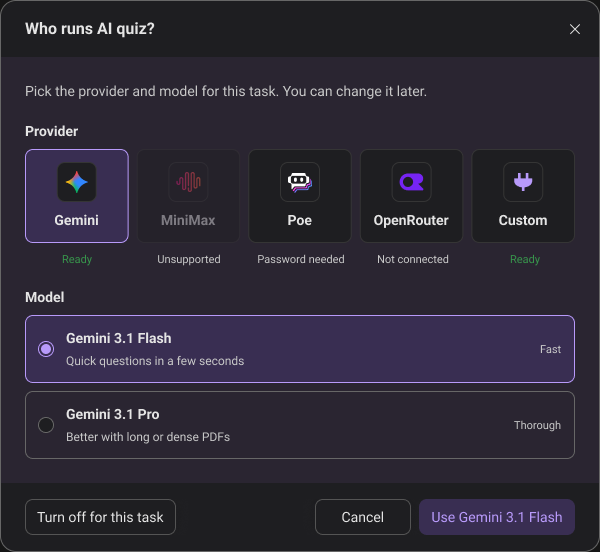 Who runs AI quiz?
Pick the provider and model for this task. You can change it later.
Provider
Gemini
MiniMax
Poe
OpenRouter
Custom
Ready
Unsupported
Password needed
Not connected
Ready
Model
Gemini 3.1 Flash
Quick questions in a few seconds
Fast
Gemini 3.1 Pro
Better with long or dense PDFs
Thorough
Turn off for this task
Cancel
Use Gemini 3.1 Flash